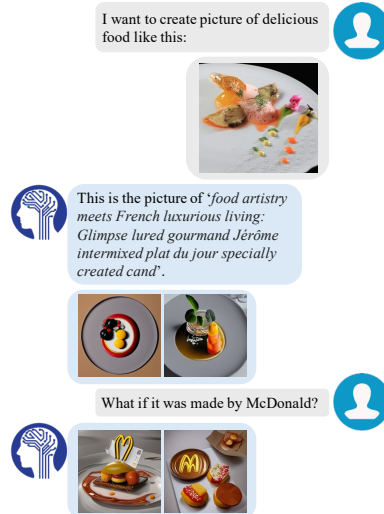 I want to create picture of delicious
food like this:
This is the picture of ‘food artistry
meets French luxurious living:
Glimpse lured gourmand Jérôme
intermixed plat du jour specially
created cand’.
What if it was made by McDonald?